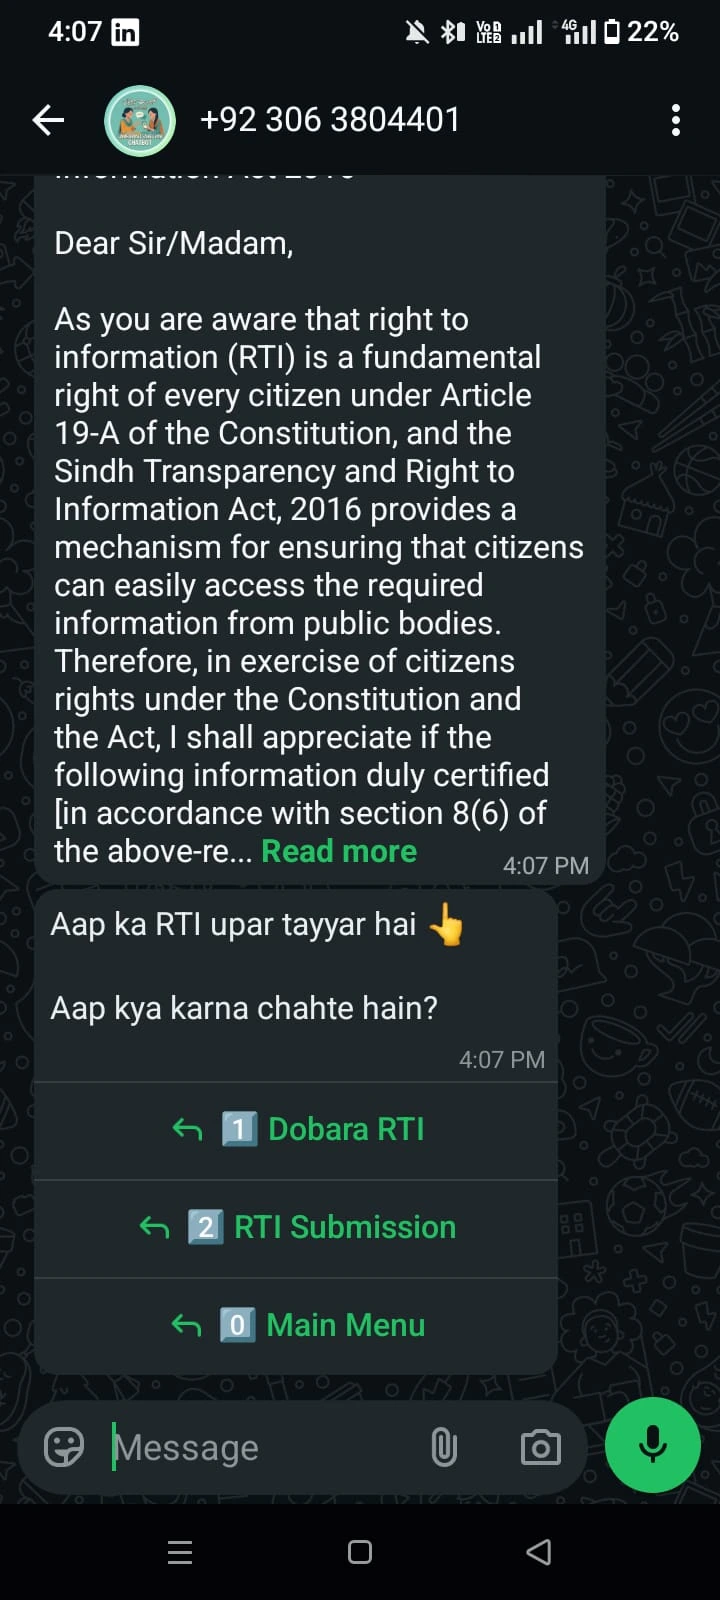 4:07
22%
+92 306 3804401
Information Act 2016
Dear Sir/Madam,
As you are aware that right to
information (RTI) is a fundamental
right of every citizen under Article
19-A of the Constitution, and the
Sindh Transparency and Right to
Information Act, 2016 provides a
mechanism for ensuring that citizens
can easily access the required
information from public bodies.
Therefore, in exercise of citizens
rights under the Constitution and
the Act, I shall appreciate if the
following information duly certified
[in accordance with section 8(6) of
the above-re... Read more
4:07 PM
Aap ka RTI upar tayyar hai 👆
Aap kya karna chahte hain?
4:07 PM
1 Dobara RTI
2 RTI Submission
0 Main Menu
Message